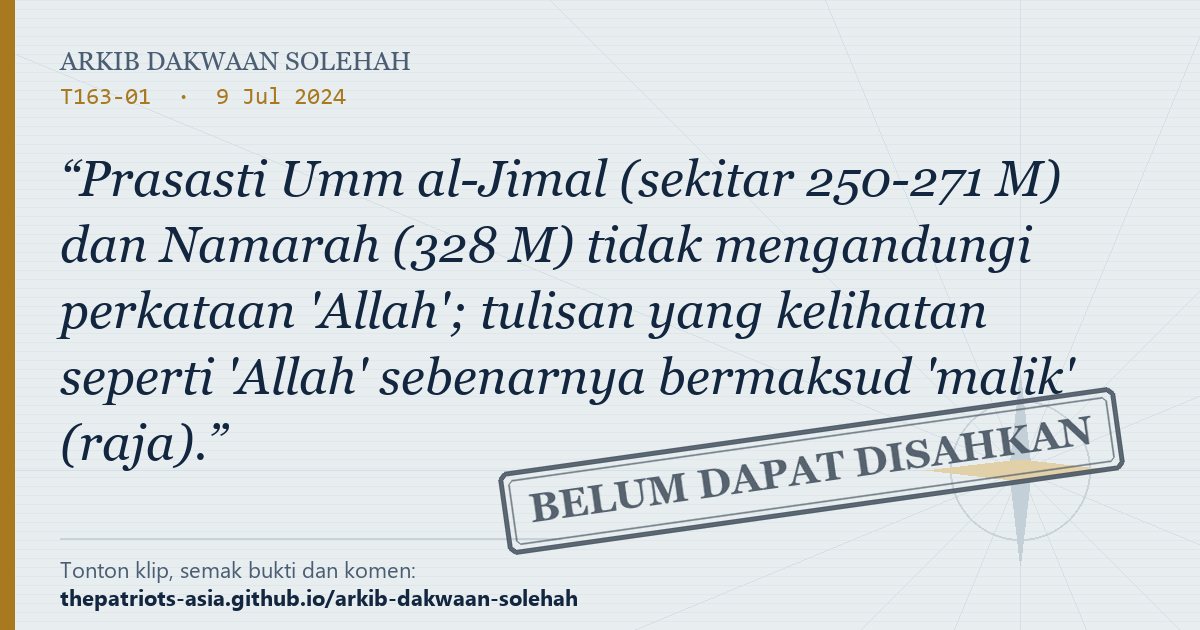 ARKIB DAKWAAN SOLEHAH
T163-01 · 9 Jul 2024
“Prasasti Umm al-Jimal (sekitar 250-271 M)
dan Namarah (328 M) tidak mengandungi
perkataan 'Allah'; tulisan yang kelihatan
seperti 'Allah' sebenarnya bermaksud 'malik'
(raja).”
BELUM DAPAT DISAHKAN
Tonton klip, semak bukti dan komen:
thepatriots-asia.github.io/arkib-dakwaan-solehah